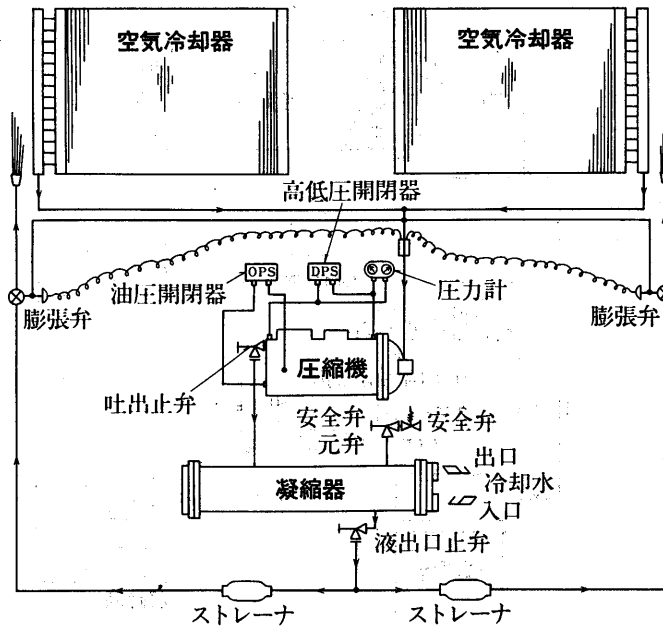 空気冷却器
空気冷却器
高低圧開閉器
OPS
DPS
油圧開閉器
圧力計
膨張弁
膨張弁
圧縮機
吐出止弁
安全弁
元弁
安全弁
出口
冷却水
入口
凝縮器
液出口止弁
ストレーナ
ストレーナ